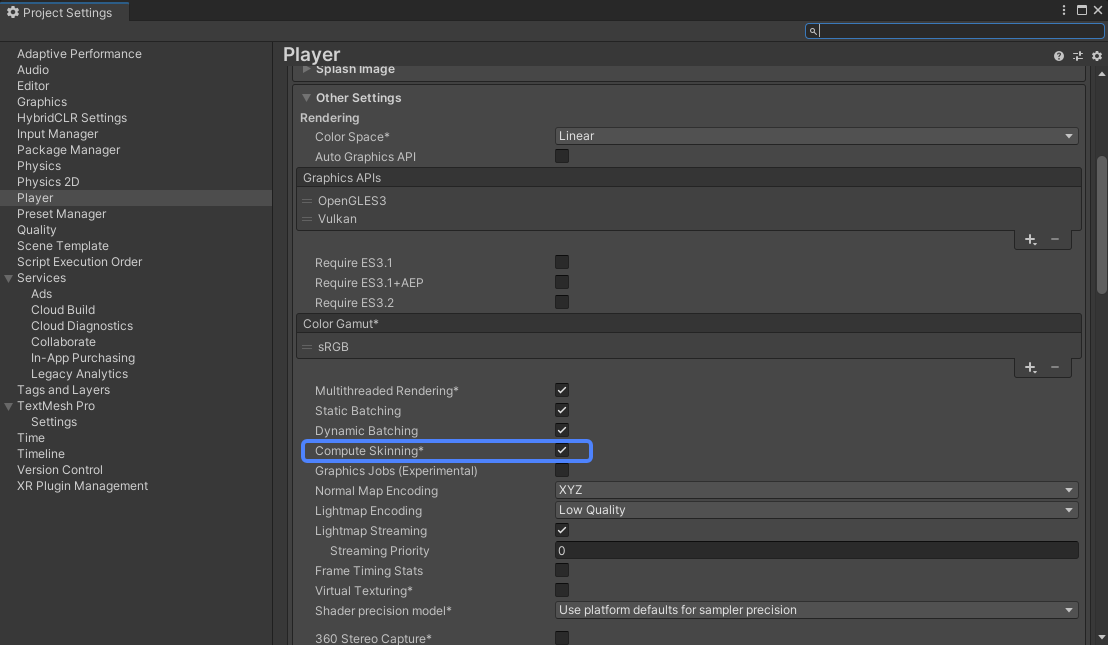 Project Settings
Adaptive Performance
Audio
Editor
Graphics
HybridCLR Settings
Input Manager
Package Manager
Physics
Physics 2D
Player
Preset Manager
Quality
Scene Template
Script Execution Order
Services
Ads
Cloud Build
Cloud Diagnostics
Collaborate
In-App Purchasing
Legacy Analytics
Tags and Layers
TextMesh Pro
Settings
Time
Timeline
Version Control
XR Plugin Management
Player
Splash Image
Other Settings
Rendering
Color Space* Linear
Auto Graphics API
Graphics APIs
OpenGLES3
Vulkan
Require ES3.1
Require ES3.1+AEP
Require ES3.2
Color Gamut*
sRGB
Multithreaded Rendering*
Static Batching
Dynamic Batching
Compute Skinning*
Graphics Jobs (Experimental)
Normal Map Encoding XYZ
Lightmap Encoding Low Quality
Lightmap Streaming
Streaming Priority 0
Frame Timing Stats
Virtual Texturing*
Shader precision model* Use platform defaults for sampler precision
360 Stereo Capture*